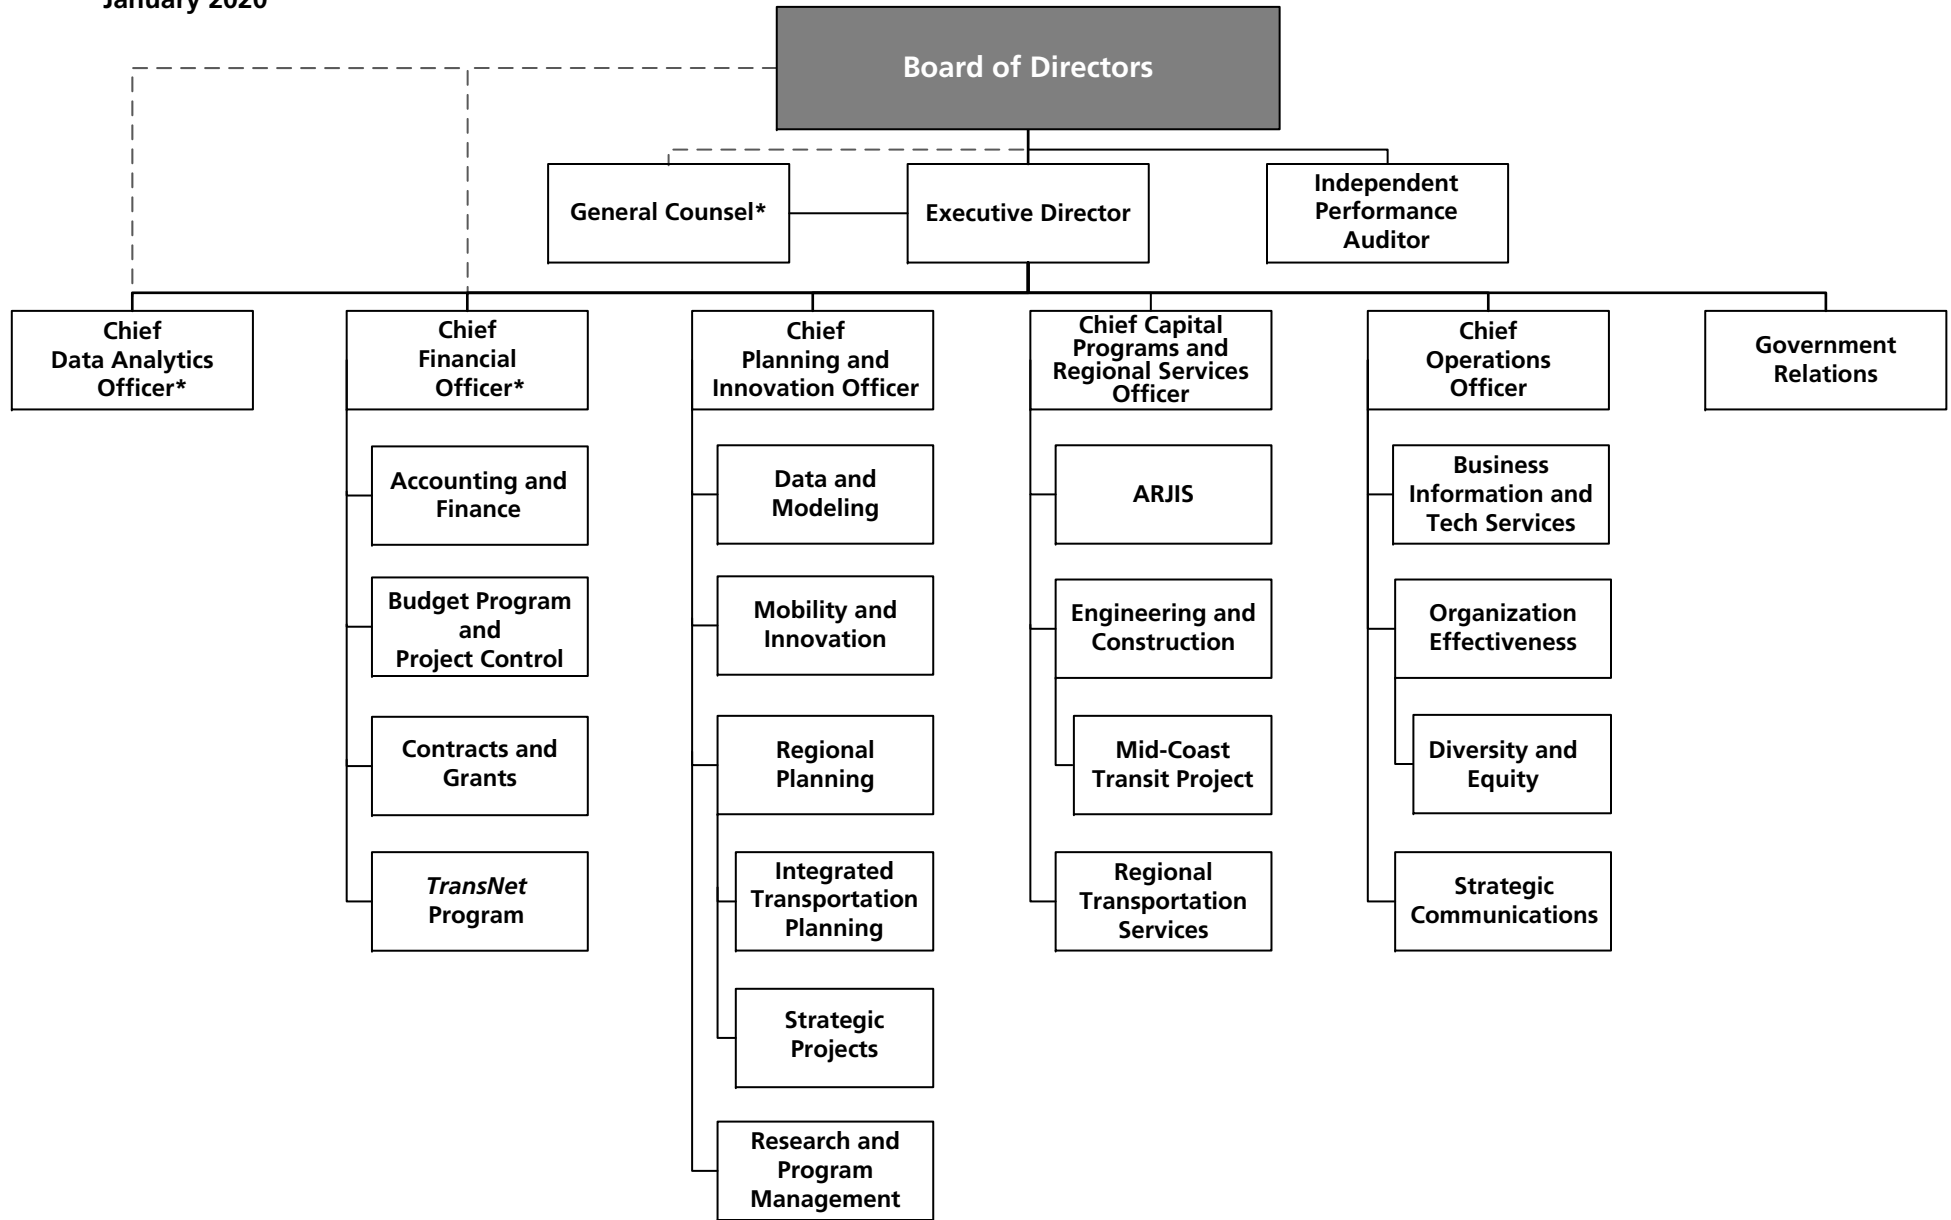 January 2020
Board of Directors
General Counsel*
Executive Director
Independent
Performance
Auditor
Chief
Data Analytics
Officer*
Chief
Financial
Officer*
Chief
Planning and
Innovation Officer
Chief Capital
Programs and
Regional Services
Officer
Chief
Operations
Officer
Government
Relations
Accounting and
Finance
Budget Program
and
Project Control
Contracts and
Grants
TransNet
Program
Data and
Modeling
Mobility and
Innovation
Regional
Planning
Integrated
Transportation
Planning
Strategic
Projects
Research and
Program
Management
ARJIS
Engineering and
Construction
Mid-Coast
Transit Project
Regional
Transportation
Services
Business
Information and
Tech Services
Organization
Effectiveness
Diversity and
Equity
Strategic
Communications